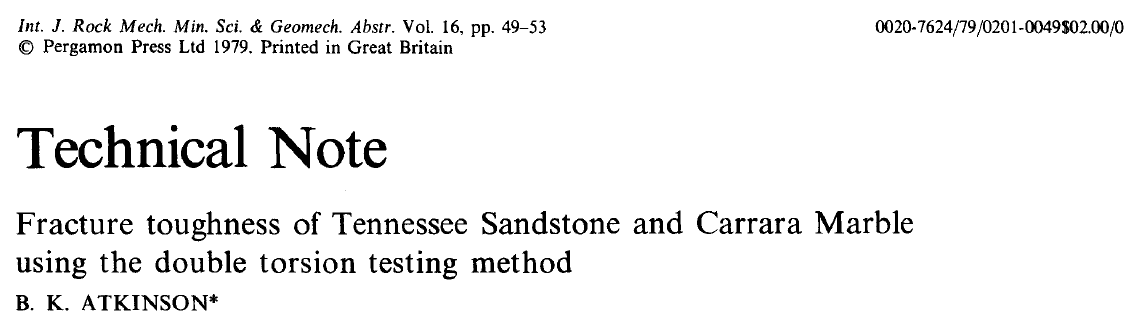 Int. J. Rock Mech. Min. Sci. & Geomech. Abstr. Vol. 16, pp. 49–53
0020-7624/79/0201-0049$02.00/0
© Pergamon Press Ltd 1979. Printed in Great Britain
Technical Note
Fracture toughness of Tennessee Sandstone and Carrara Marble
using the double torsion testing method
B. K. ATKINSON*